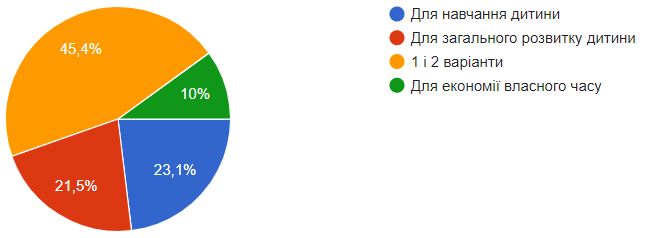 45,4%
10%
23,1%
21,5%
Для навчання дитини
Для загального розвитку дитини
1 і 2 варіанти
Для економії власного часу